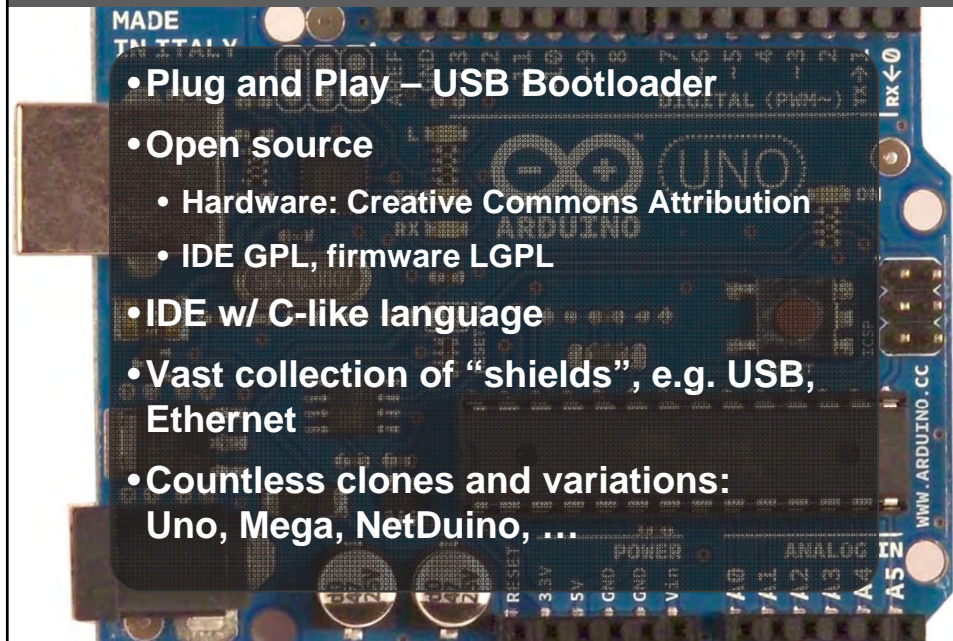 MADE
IN ITALY
• Plug and Play – USB Bootloader
DIGITAL (PWM~)
TX→1
RX←0
• Open source
UNO
• Hardware: Creative Commons Attribution
ARDUINO
• IDE GPL, firmware LGPL
• IDE w/ C-like language
ICSP
• Vast collection of “shields”, e.g. USB,
Ethernet
WWW.ARDUINO.CC
• Countless clones and variations:
Uno, Mega, NetDuino, …
POWER
ANALOG IN
RESET
5V
GND
GND
Vin
A0
A1
A2
A3
A4
A5